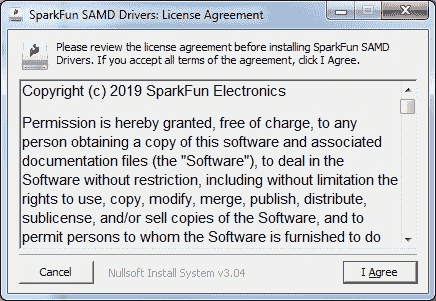 SparkFun SAMD Drivers: License Agreement
Please review the license agreement before installing SparkFun SAMD
Drivers. If you accept all terms of the agreement, click I Agree.
Copyright (c) 2019 SparkFun Electronics
Permission is hereby granted, free of charge, to any
person obtaining a copy of this software and associated
documentation files (the "Software"), to deal in the
Software without restriction, including without limitation the
rights to use, copy, modify, merge, publish, distribute,
sublicense, and/or sell copies of the Software, and to
permit persons to whom the Software is furnished to do
Cancel Nullsoft Install System v3.04 I Agree